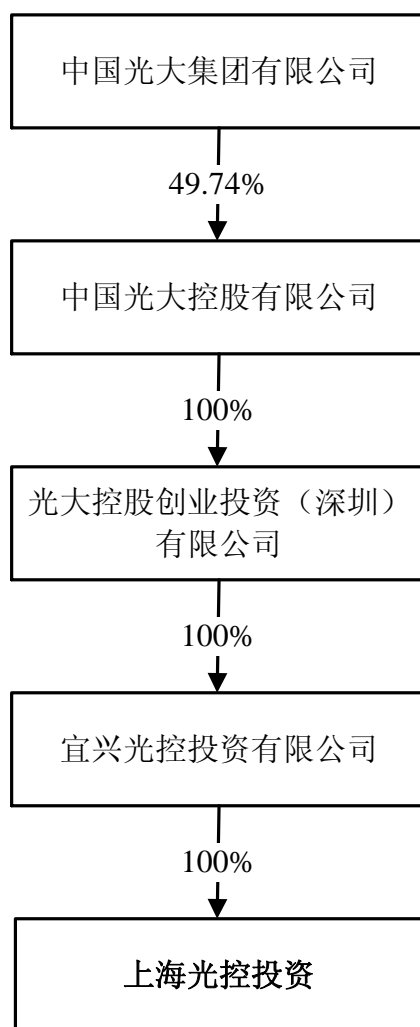 中国光大集团有限公司
49.74%
中国光大控股有限公司
100%
光大控股创业投资（深圳）
有限公司
100%
宜兴光控投资有限公司
100%
上海光控投资